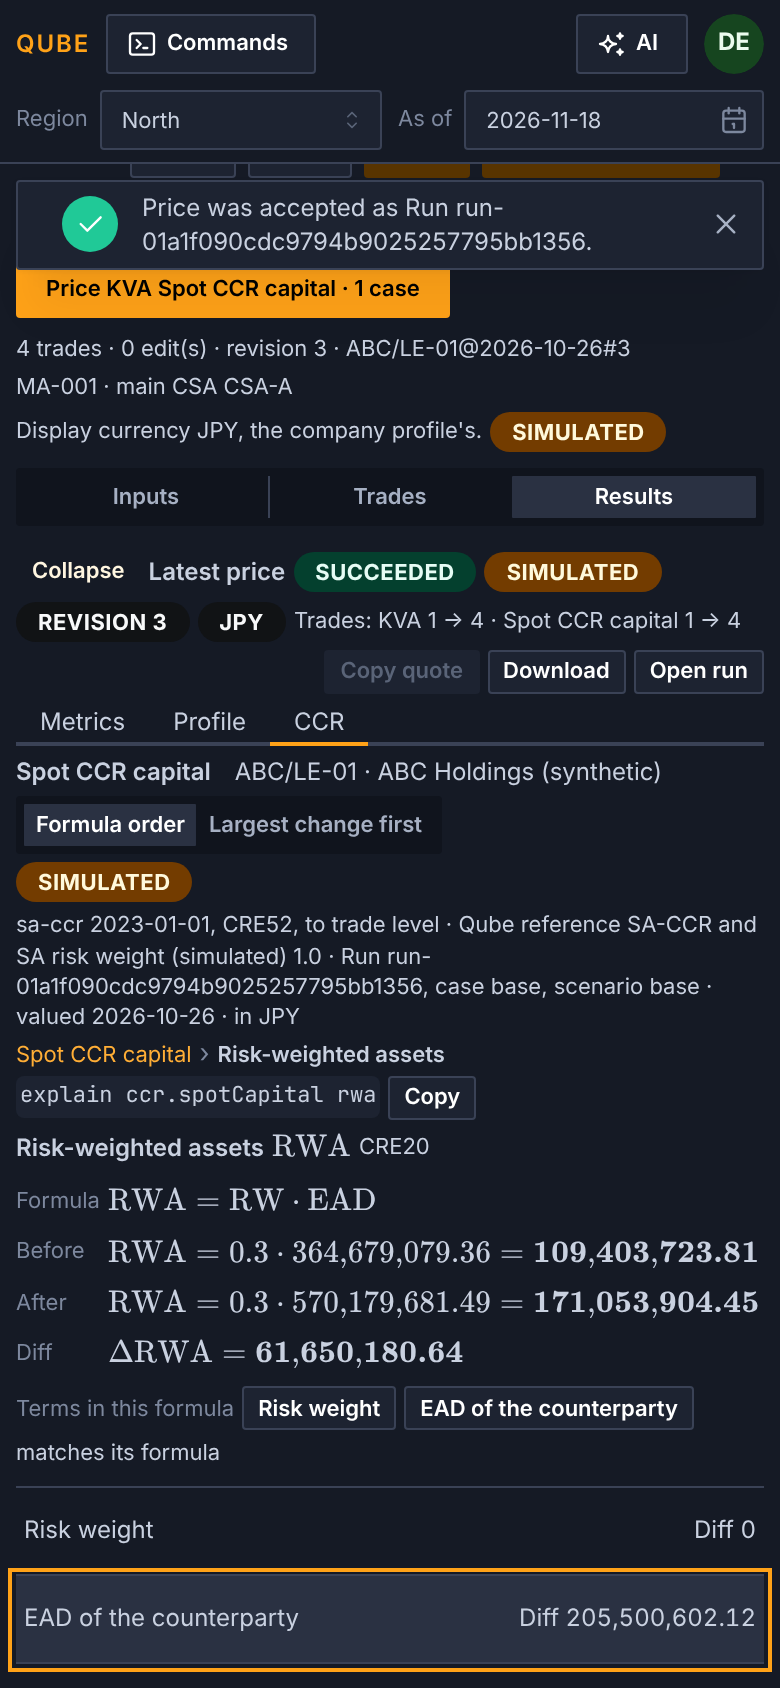 QUBE
Commands
AI
DE
Region
North
As of
2026-11-18
Price was accepted as Run run-
01a1f090cdc9794b9025257795bb1356.
Price KVA Spot CCR capital · 1 case
4 trades · 0 edit(s) · revision 3 · ABC/LE-01@2026-10-26#3
MA-001 · main CSA CSA-A
Display currency JPY, the company profile's. SIMULATED
Inputs
Trades
Results
Collapse
Latest price
SUCCEEDED
SIMULATED
REVISION 3
JPY
Trades: KVA 1 → 4 · Spot CCR capital 1 → 4
Copy quote
Download
Open run
Metrics
Profile
CCR
Spot CCR capital
ABC/LE-01 · ABC Holdings (synthetic)
Formula order
Largest change first
SIMULATED
sa-ccr 2023-01-01, CRE52, to trade level · Qube reference SA-CCR and
SA risk weight (simulated) 1.0 · Run run-
01a1f090cdc9794b9025257795bb1356, case base, scenario base ·
valued 2026-10-26 · in JPY
Spot CCR capital › Risk-weighted assets
explain ccr.spotCapital rwa
Copy
Risk-weighted assets RWA CRE20
Formula RWA = RW · EAD
Before RWA = 0.3 · 364,679,079.36 = 109,403,723.81
After RWA = 0.3 · 570,179,681.49 = 171,053,904.45
Diff ΔRWA = 61,650,180.64
Terms in this formula
Risk weight
EAD of the counterparty
matches its formula
Risk weight
Diff 0
EAD of the counterparty
Diff 205,500,602.12